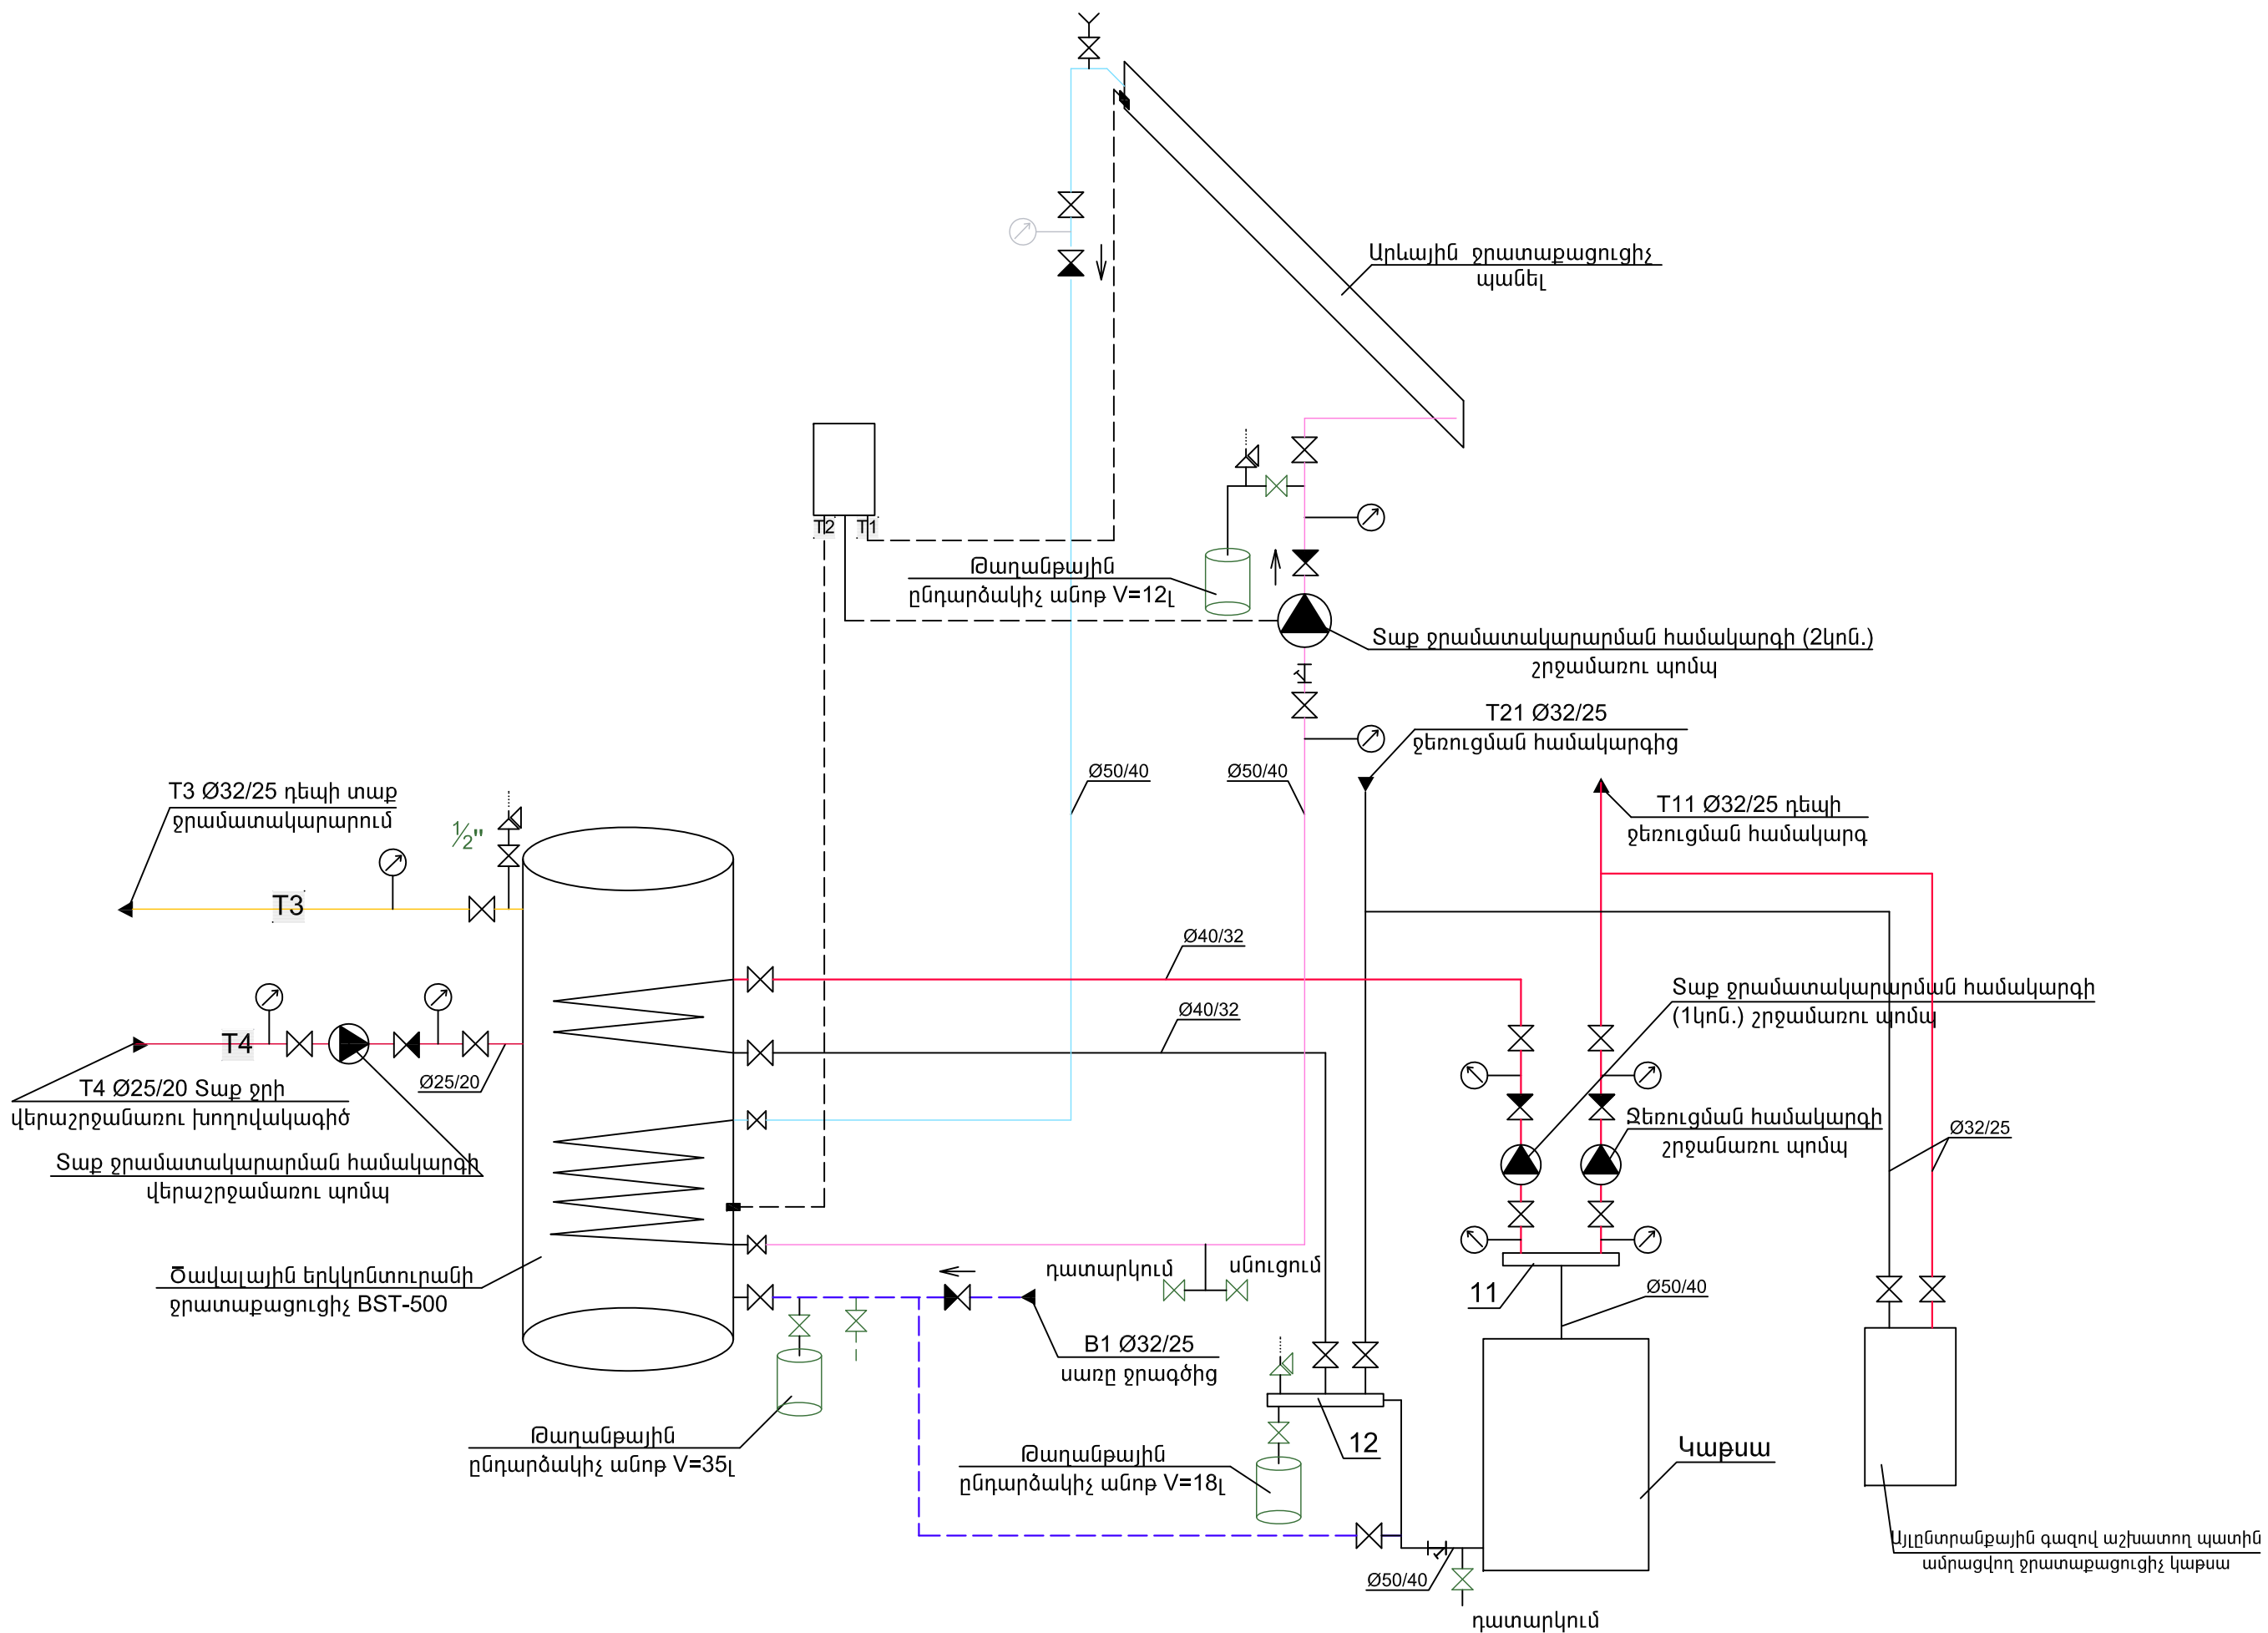 Արևային ջրատաքացուցիչ
պանել
T2
T1
Թաղանթային
ընդարձակիչ անոթ V=12լ
Տաք ջրամատակարարման համակարգի (2կոն.)
շրջամառու պոմպ
T21 Ø32/25
ջեռուցման համակարգից
Ø50/40
Ø50/40
T3 Ø32/25 դեպի տաք
ջրամատակարարում
T11 Ø32/25 դեպի
ջեռուցման համակարգ
½"
T3
Ø40/32
Տաք ջրամատակարարման համակարգի
(1կոն.) շրջամառու պոմպ
Ø40/32
T4
Ø25/20
T4 Ø25/20 Տաք ջրի
վերաշրջանառու խողովակագիծ
Ջեռուցման համակարգի
շրջանառու պոմպ
Ø32/25
Տաք ջրամատակարարման համակարգի
վերաշրջամառու պոմպ
Ծավալային երկկոնտուրանի
ջրատաքացուցիչ BST-500
դատարկում
սնուցում
11
Ø50/40
B1 Ø32/25
սառը ջրագծից
Թաղանթային
ընդարձակիչ անոթ V=35լ
12
Թաղանթային
ընդարձակիչ անոթ V=18լ
Կաթսա
Այլընտրանքային գազով աշխատող պատին
ամրացվող ջրատաքացուցիչ կաթսա
Ø50/40
դատարկում